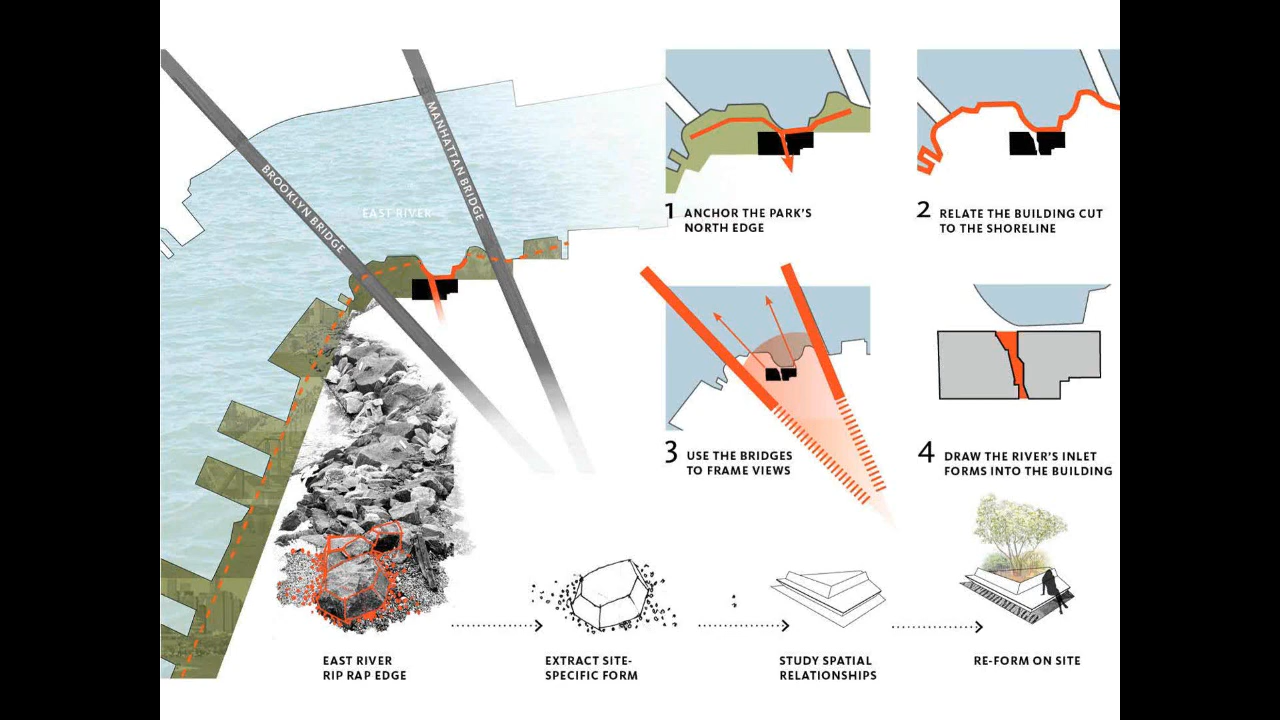 BROOKLYN BRIDGE
MANHATTAN BRIDGE
EAST RIVER
1 ANCHOR THE PARK'S
NORTH EDGE
2 RELATE THE BUILDING CUT
TO THE SHORELINE
3 USE THE BRIDGES
TO FRAME VIEWS
4 DRAW THE RIVER'S INLET
FORMS INTO THE BUILDING
EAST RIVER
RIP RAP EDGE
EXTRACT SITE-
SPECIFIC FORM
STUDY SPATIAL
RELATIONSHIPS
RE-FORM ON SITE